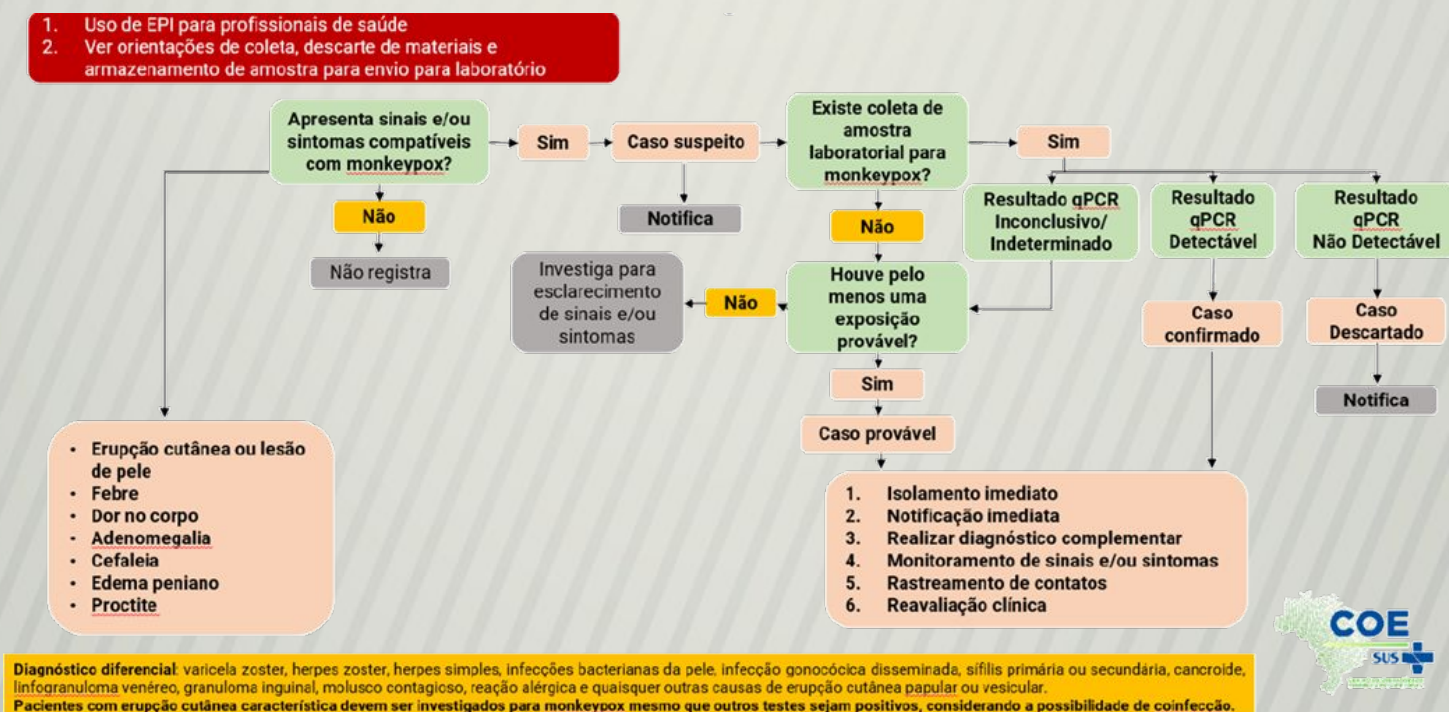 1. Uso de EPI para profissionais de saúde
2. Ver orientações de coleta, descarte de materiais e
armazenamento de amostra para envio para laboratório
Apresenta sinais e/ou
sintomas compatíveis
com monkeypox?
Sim
Caso suspeito
Existe coleta de
amostra
laboratorial para
monkeypox?
Sim
Não
Notifica
Não
Resultado qPCR
Inconclusivo/
Indeterminado
Resultado
qPCR
Detectável
Resultado
qPCR
Não Detectável
Não registra
Investiga para
esclarecimento
de sinais e/ou
sintomas
Não
Houve pelo
menos uma
exposição
provável?
Caso
confirmado
Caso
Descartado
Sim
Notifica
Caso provável
• Erupção cutânea ou lesão
de pele
• Febre
• Dor no corpo
• Adenomegalia
• Cefaleia
• Edema peniano
• Proctite
1. Isolamento imediato
2. Notificação imediata
3. Realizar diagnóstico complementar
4. Monitoramento de sinais e/ou sintomas
5. Rastreamento de contatos
6. Reavaliação clínica
COE
SUS
Diagnóstico diferencial: varicela zoster, herpes zoster, herpes simples, infecções bacterianas da pele, infecção gonocócica disseminada, sífilis primária ou secundária, cancroide,
linfogranuloma venéreo, granuloma inguinal, molusco contagioso, reação alérgica e quaisquer outras causas de erupção cutânea papular ou vesicular.
Pacientes com erupção cutânea característica devem ser investigados para monkeypox mesmo que outros testes sejam positivos, considerando a possibilidade de coinfecção.